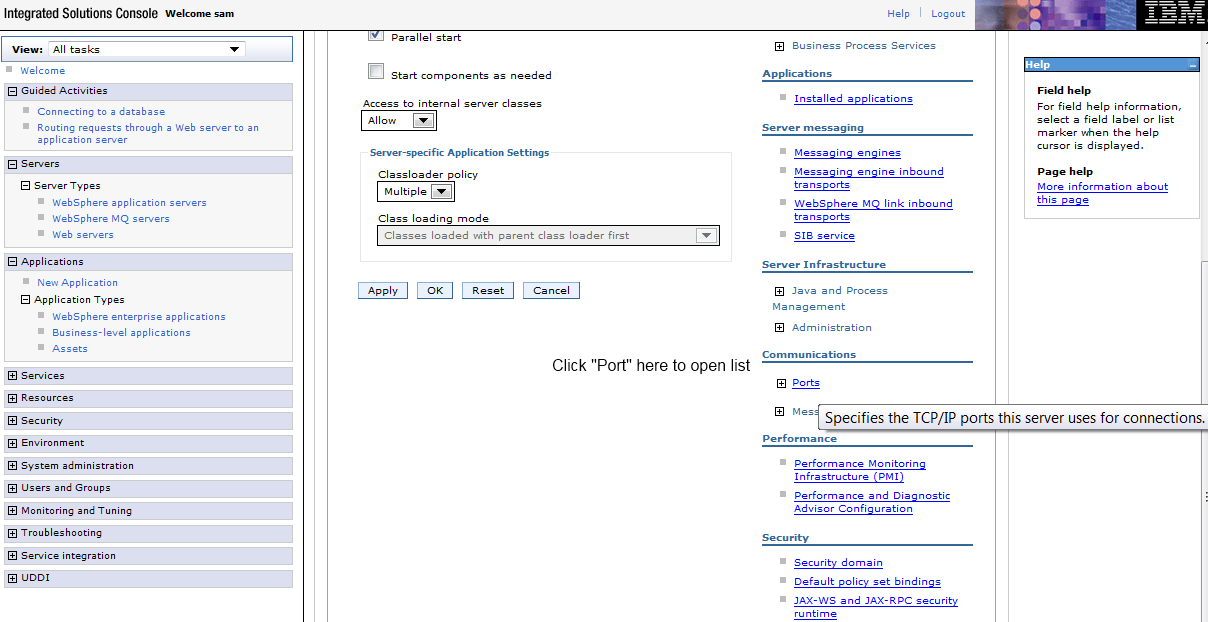 Integrated Solutions Console Welcome sam
Help Logout
IBM
View: All tasks
Welcome
Guided Activities
Connecting to a database
Routing requests through a Web server to an
application server
Servers
Server Types
WebSphere application servers
WebSphere MQ servers
Web servers
Applications
New Application
Application Types
WebSphere enterprise applications
Business-level applications
Assets
Services
Resources
Security
Environment
System administration
Users and Groups
Monitoring and Tuning
Troubleshooting
Service integration
UDDI
Parallel start
Start components as needed
Access to internal server classes
Allow
Server-specific Application Settings
Classloader policy
Multiple
Class loading mode
Classes loaded with parent class loader first
Apply OK Reset Cancel
Click "Port" here to open list
Business Process Services
Applications
Installed applications
Server messaging
Messaging engines
Messaging engine inbound
transports
WebSphere MQ link inbound
transports
SIB service
Server Infrastructure
Java and Process
Management
Administration
Communications
Ports
Mess
Specifies the TCP/IP ports this server uses for connections.
Performance
Performance Monitoring
Infrastructure (PMI)
Performance and Diagnostic
Advisor Configuration
Security
Security domain
Default policy set bindings
JAX-WS and JAX-RPC security
runtime
Help
Field help
For field help information,
select a field label or list
marker when the help
cursor is displayed.
Page help
More information about
this page